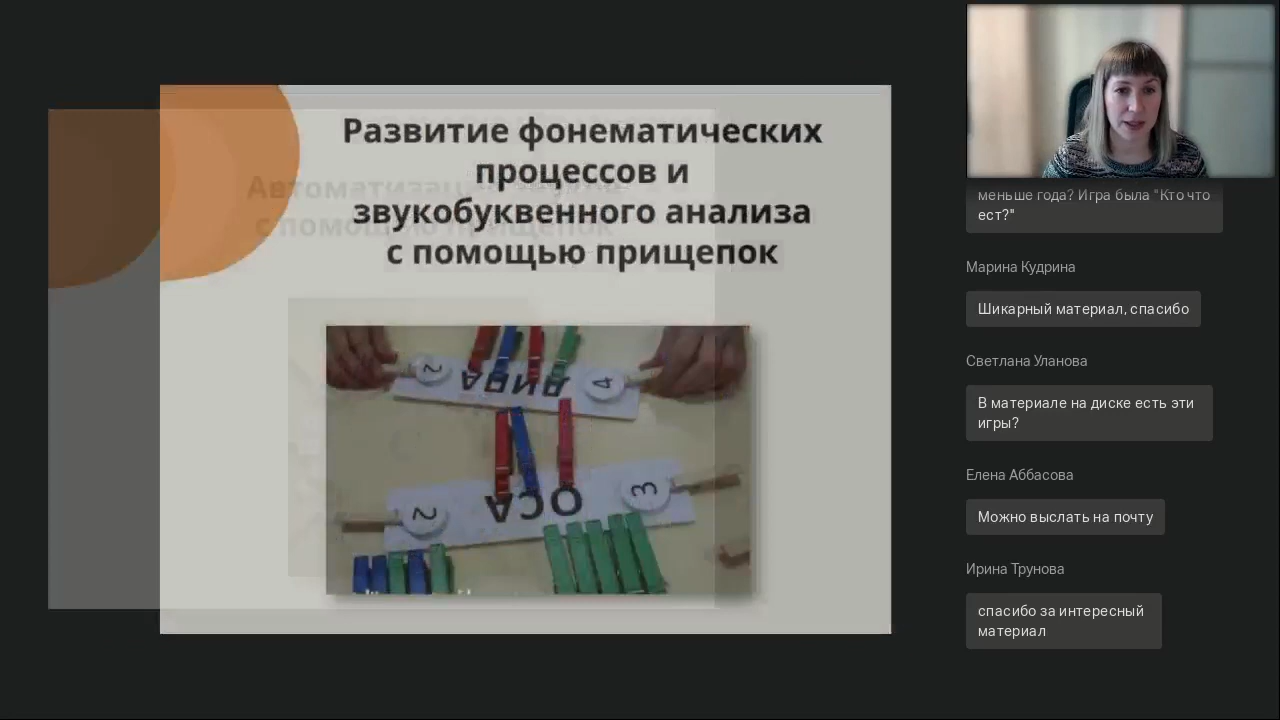 Развитие фонематических
процессов и
звукобуквенного анализа
с помощью прищепок
с помощью прищепок
2
ЛИПА
4
2
ОСА
3
меньше года? Игра была "Кто что
ест?"
Марина Кудрина
Шикарный материал, спасибо
Светлана Уланова
В материале на диске есть эти
игры?
Елена Аббасова
Можно выслать на почту
Ирина Трунова
спасибо за интересный
материал